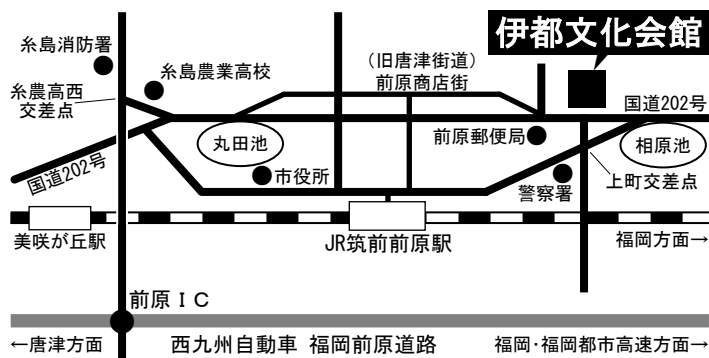 伊都文化会館
糸島消防署
糸島農業高校
(旧唐津街道)
前原商店街
糸農高西
交差点
国道202号
丸田池
前原郵便局
相原池
国道202号
市役所
警察署
上町交差点
美咲が丘駅
JR筑前前原駅
福岡方面→
前原IC
←唐津方面
西九州自動車 福岡前原道路
福岡・福岡都市高速方面→